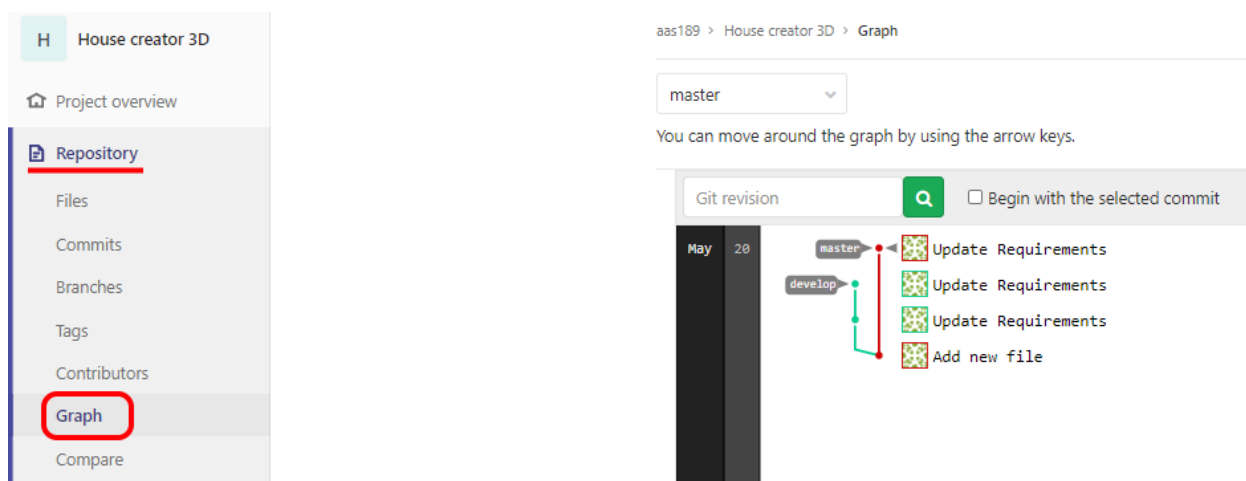 H House creator 3D
Project overview
Repository
Files
Commits
Branches
Tags
Contributors
Graph
Compare
aas189 > House creator 3D > Graph
master
You can move around the graph by using the arrow keys.
Git revision Begin with the selected commit
May 20 master Update Requirements
develop Update Requirements
Update Requirements
Add new file